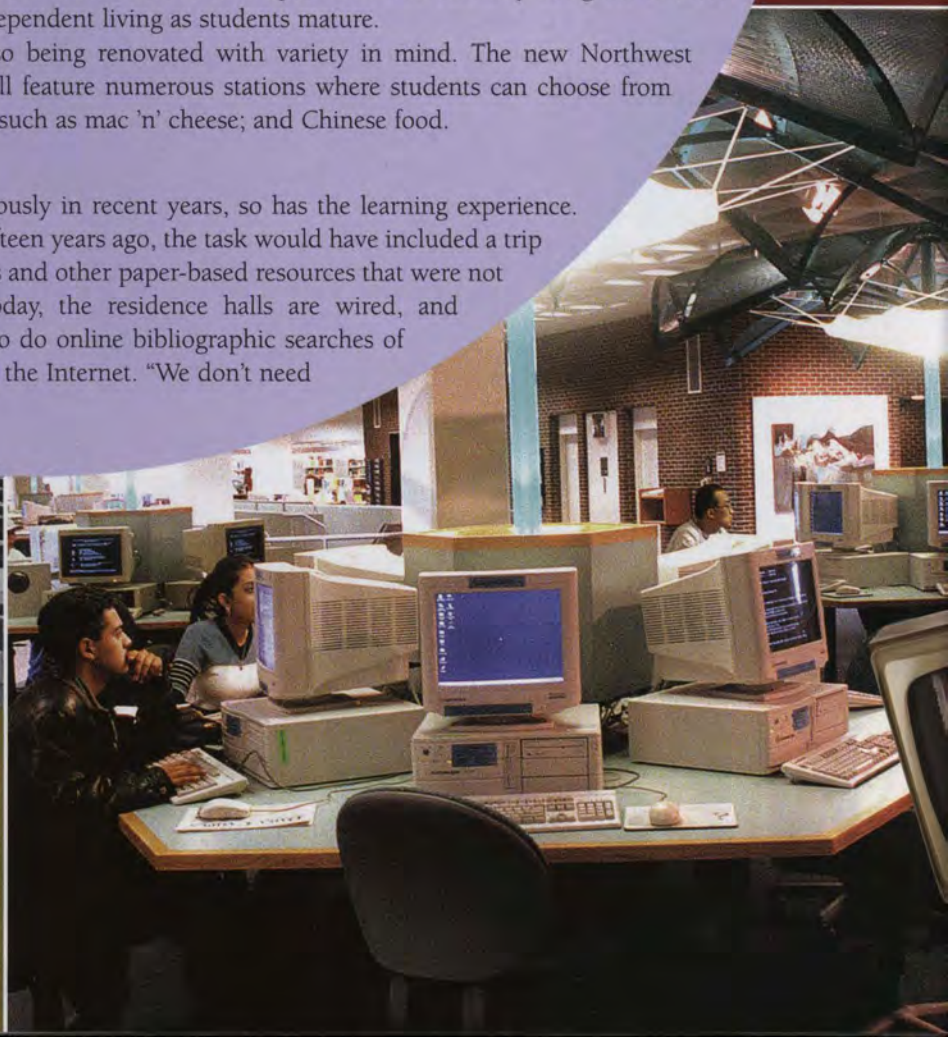 ependent living as students mature.
o being renovated with variety in mind. The new Northwest
ll feature numerous stations where students can choose from
such as mac 'n' cheese; and Chinese food.
ously in recent years, so has the learning experience.
fteen years ago, the task would have included a trip
s and other paper-based resources that were not
oday, the residence halls are wired, and
o do online bibliographic searches of
the Internet. “We don't need